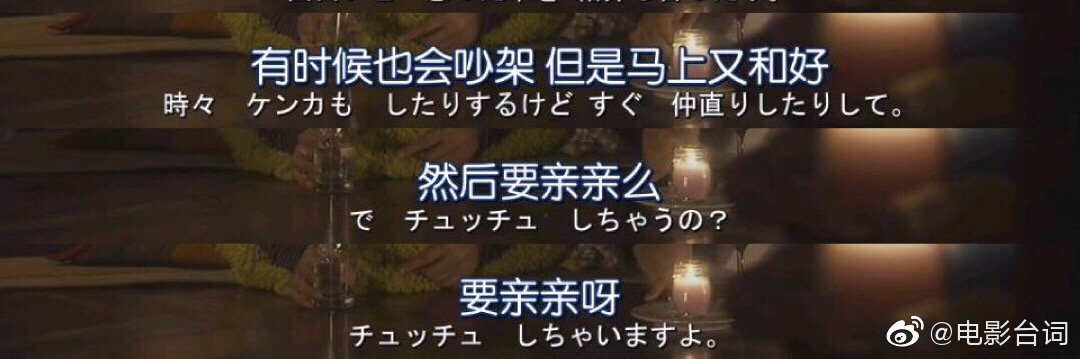 有时候也会吵架 但是马上又和好
時々 ケンカも したりするけど すぐ 仲直りしたりして。
然后要亲亲么
で チュッチュ しちゃうの?
要亲亲呀
チュッチュ しちゃいますよ。
@电影台词